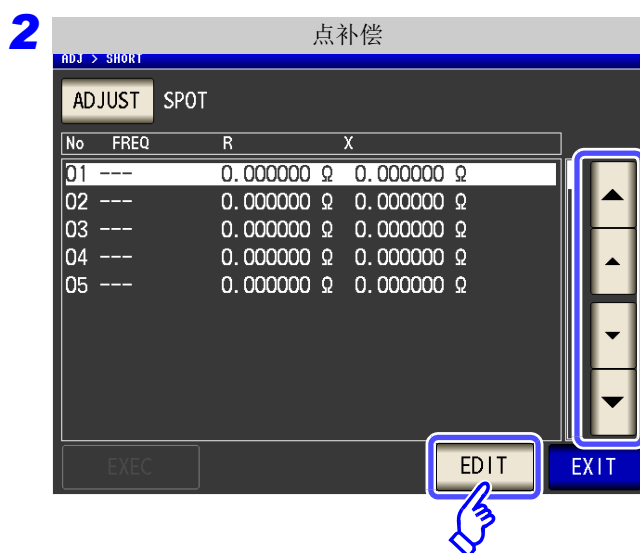 2
点补偿
ADJ > SHORT
ADJUST SPOT
No FREQ R X
01 --- 0.000000 Ω 0.000000 Ω
02 --- 0.000000 Ω 0.000000 Ω
03 --- 0.000000 Ω 0.000000 Ω
04 --- 0.000000 Ω 0.000000 Ω
05 --- 0.000000 Ω 0.000000 Ω
EXEC EDIT EXIT